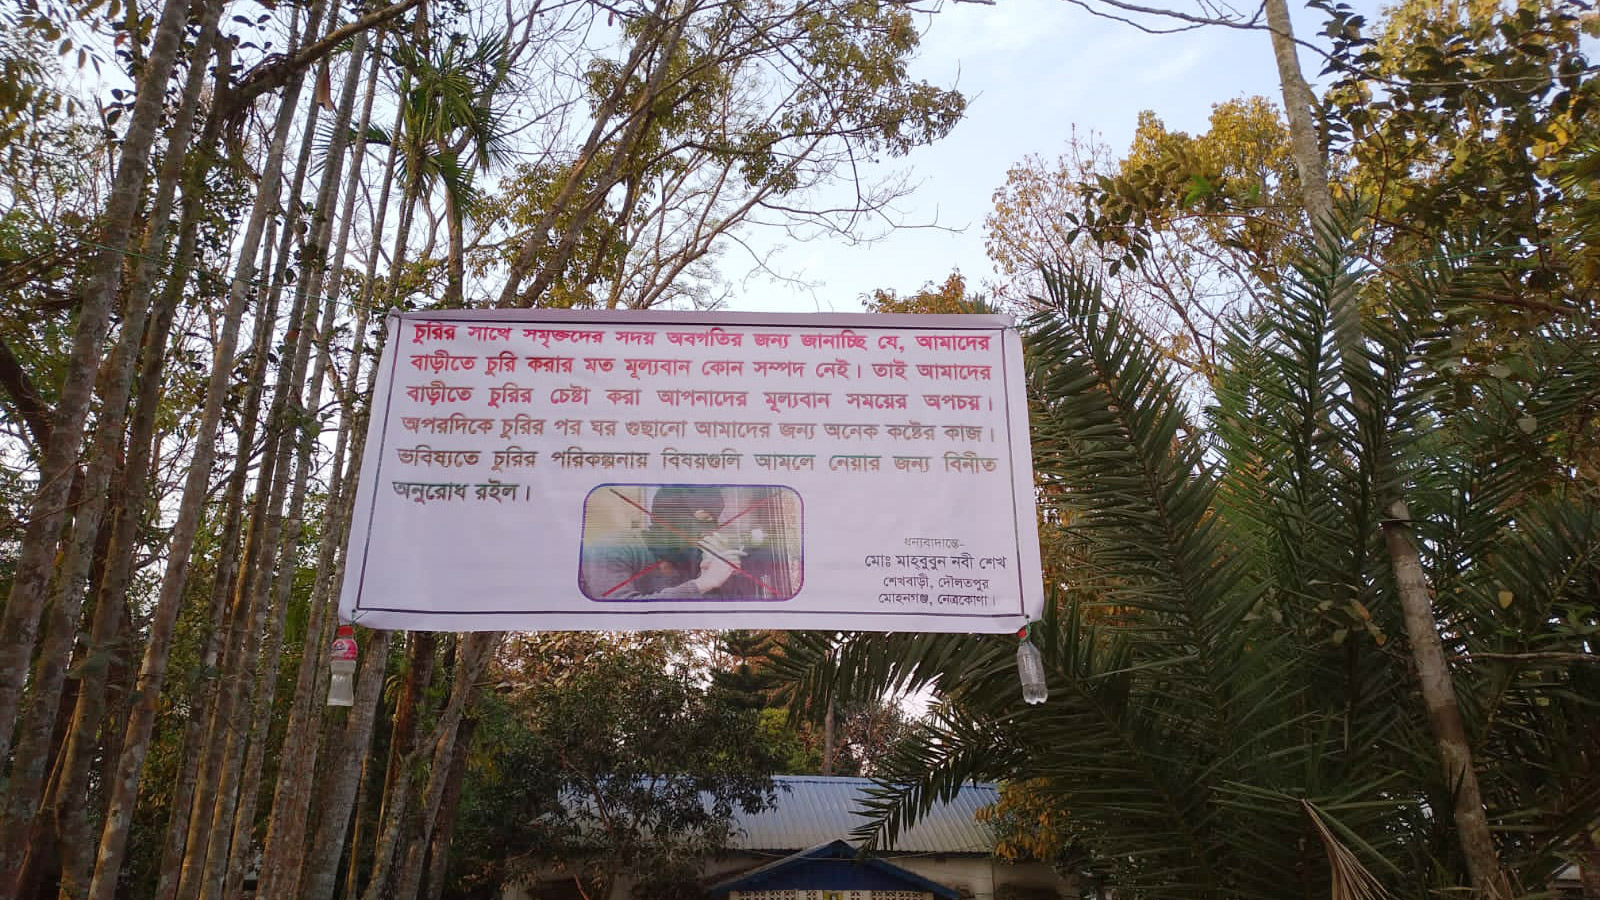 চুরির সাথে সমৃক্তদের সদয় অবগতির জন্য জানাচ্ছি যে, আমাদের
বাড়ীতে চুরি করার মত মূল্যবান কোন সম্পদ নেই। তাই আমাদের
বাড়ীতে চুরির চেষ্টা করা আপনাদের মূল্যবান সময়ের অপচয়।
অপরদিকে চুরির পর ঘর গুছানো আমাদের জন্য অনেক কষ্টের কাজ।
ভবিষ্যতে চুরির পরিকল্পনায় বিষয়গুলি আমলে নেয়ার জন্য বিনীত
অনুরোধ রইল।
ধন্যবাদান্তে-
মোঃ মাহ্‌বুবুন নবী শেখ
শেখবাড়ী, দৌলতপুর
মোহনগঞ্জ, নেত্রকোণা।